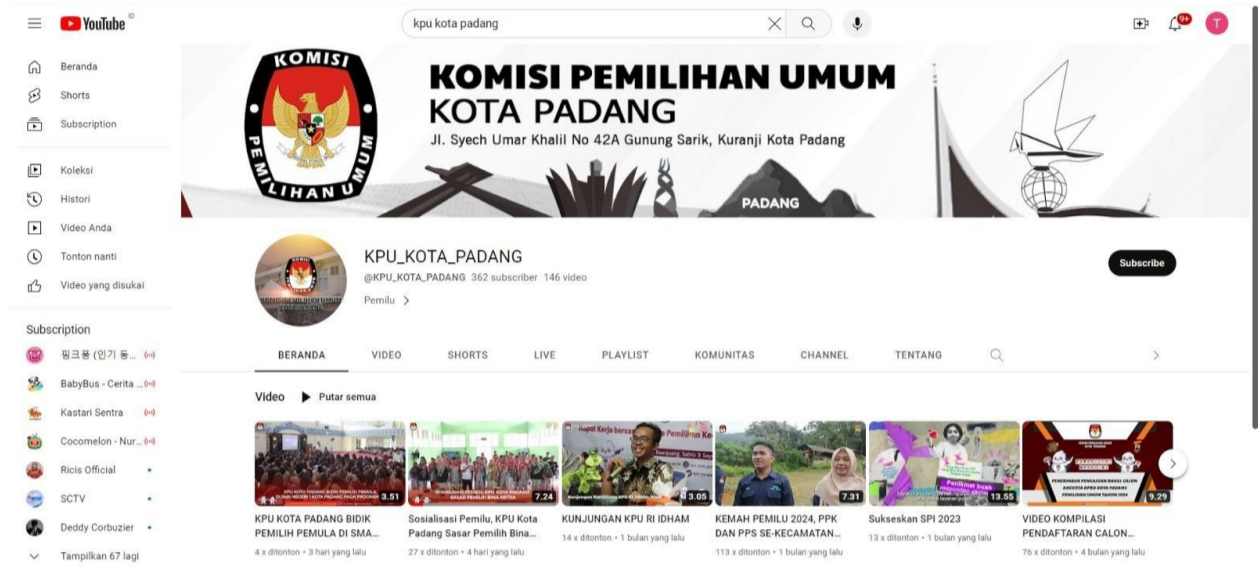 YouTube ID
kpu kota padang
9+
T
Beranda
Shorts
Subscription
Koleksi
Histori
Video Anda
Tonton nanti
Video yang disukai
Subscription
핑크퐁 (인기 동...
BabyBus - Cerita ...
Kastari Sentra
Cocomelon - Nur...
Ricis Official
SCTV
Deddy Corbuzier
Tampilkan 67 lagi
KOMISI
PEMILIHAN UMUM
KOMISI PEMILIHAN UMUM
KOTA PADANG
Jl. Syech Umar Khalil No 42A Gunung Sarik, Kuranji Kota Padang
PADANG
KPU_KOTA_PADANG
@KPU_KOTA_PADANG 362 subscriber 146 video
Pemilu
Subscribe
BERANDA VIDEO SHORTS LIVE PLAYLIST KOMUNITAS CHANNEL TENTANG
Video Putar semua
3.51
KPU KOTA PADANG BIDIK
PEMILIH PEMULA DI SMA...
4 x ditonton • 3 hari yang lalu
7.24
Sosialisasi Pemilu, KPU Kota
Padang Sasar Pemilih Bina...
27 x ditonton • 4 hari yang lalu
3.05
KUNJUNGAN KPU RI IDHAM
14 x ditonton • 1 bulan yang lalu
7.31
KEMAH PEMILU 2024, PPK
DAN PPS SE-KECAMATAN...
113 x ditonton • 1 bulan yang lalu
13.55
Sukseskan SPI 2023
13 x ditonton • 1 bulan yang lalu
9.29
VIDEO KOMPILASI
PENDAFTARAN CALON...
76 x ditonton • 4 bulan yang lalu